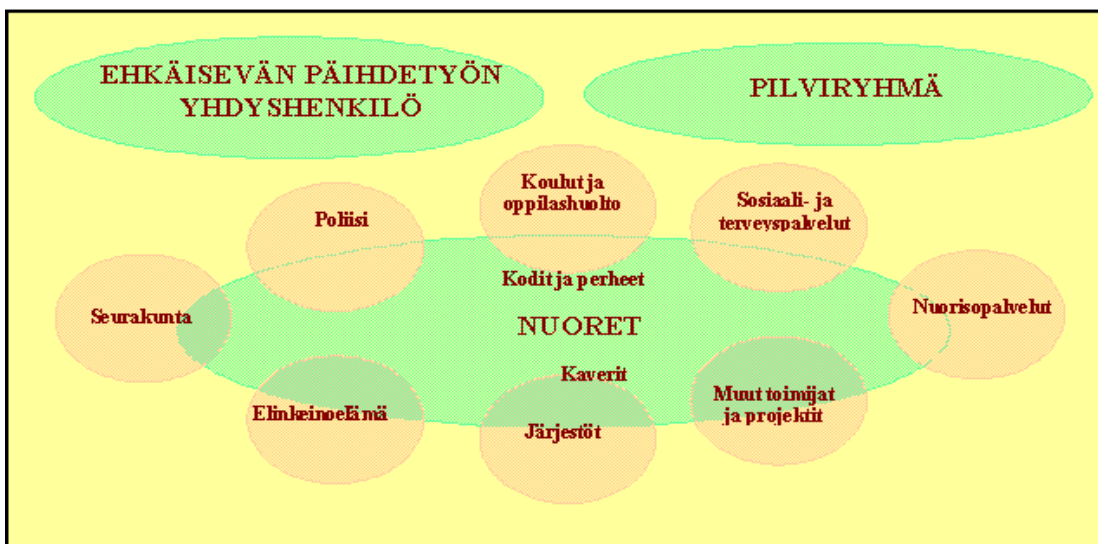 EHKÄISEVÄN PÄIHDETYÖN
YHDYSHENKILÖ
PILVIRYHMÄ
Koulut ja
oppilashuolto
Sosiaali- ja
terveyspalvelut
Poliisi
Kodit ja perheet
Seurakunta
NUORET
Nuorisopalvelut
Kaverit
Elinkeinoelämä
Järjestöt
Muut toimijat
ja projektit